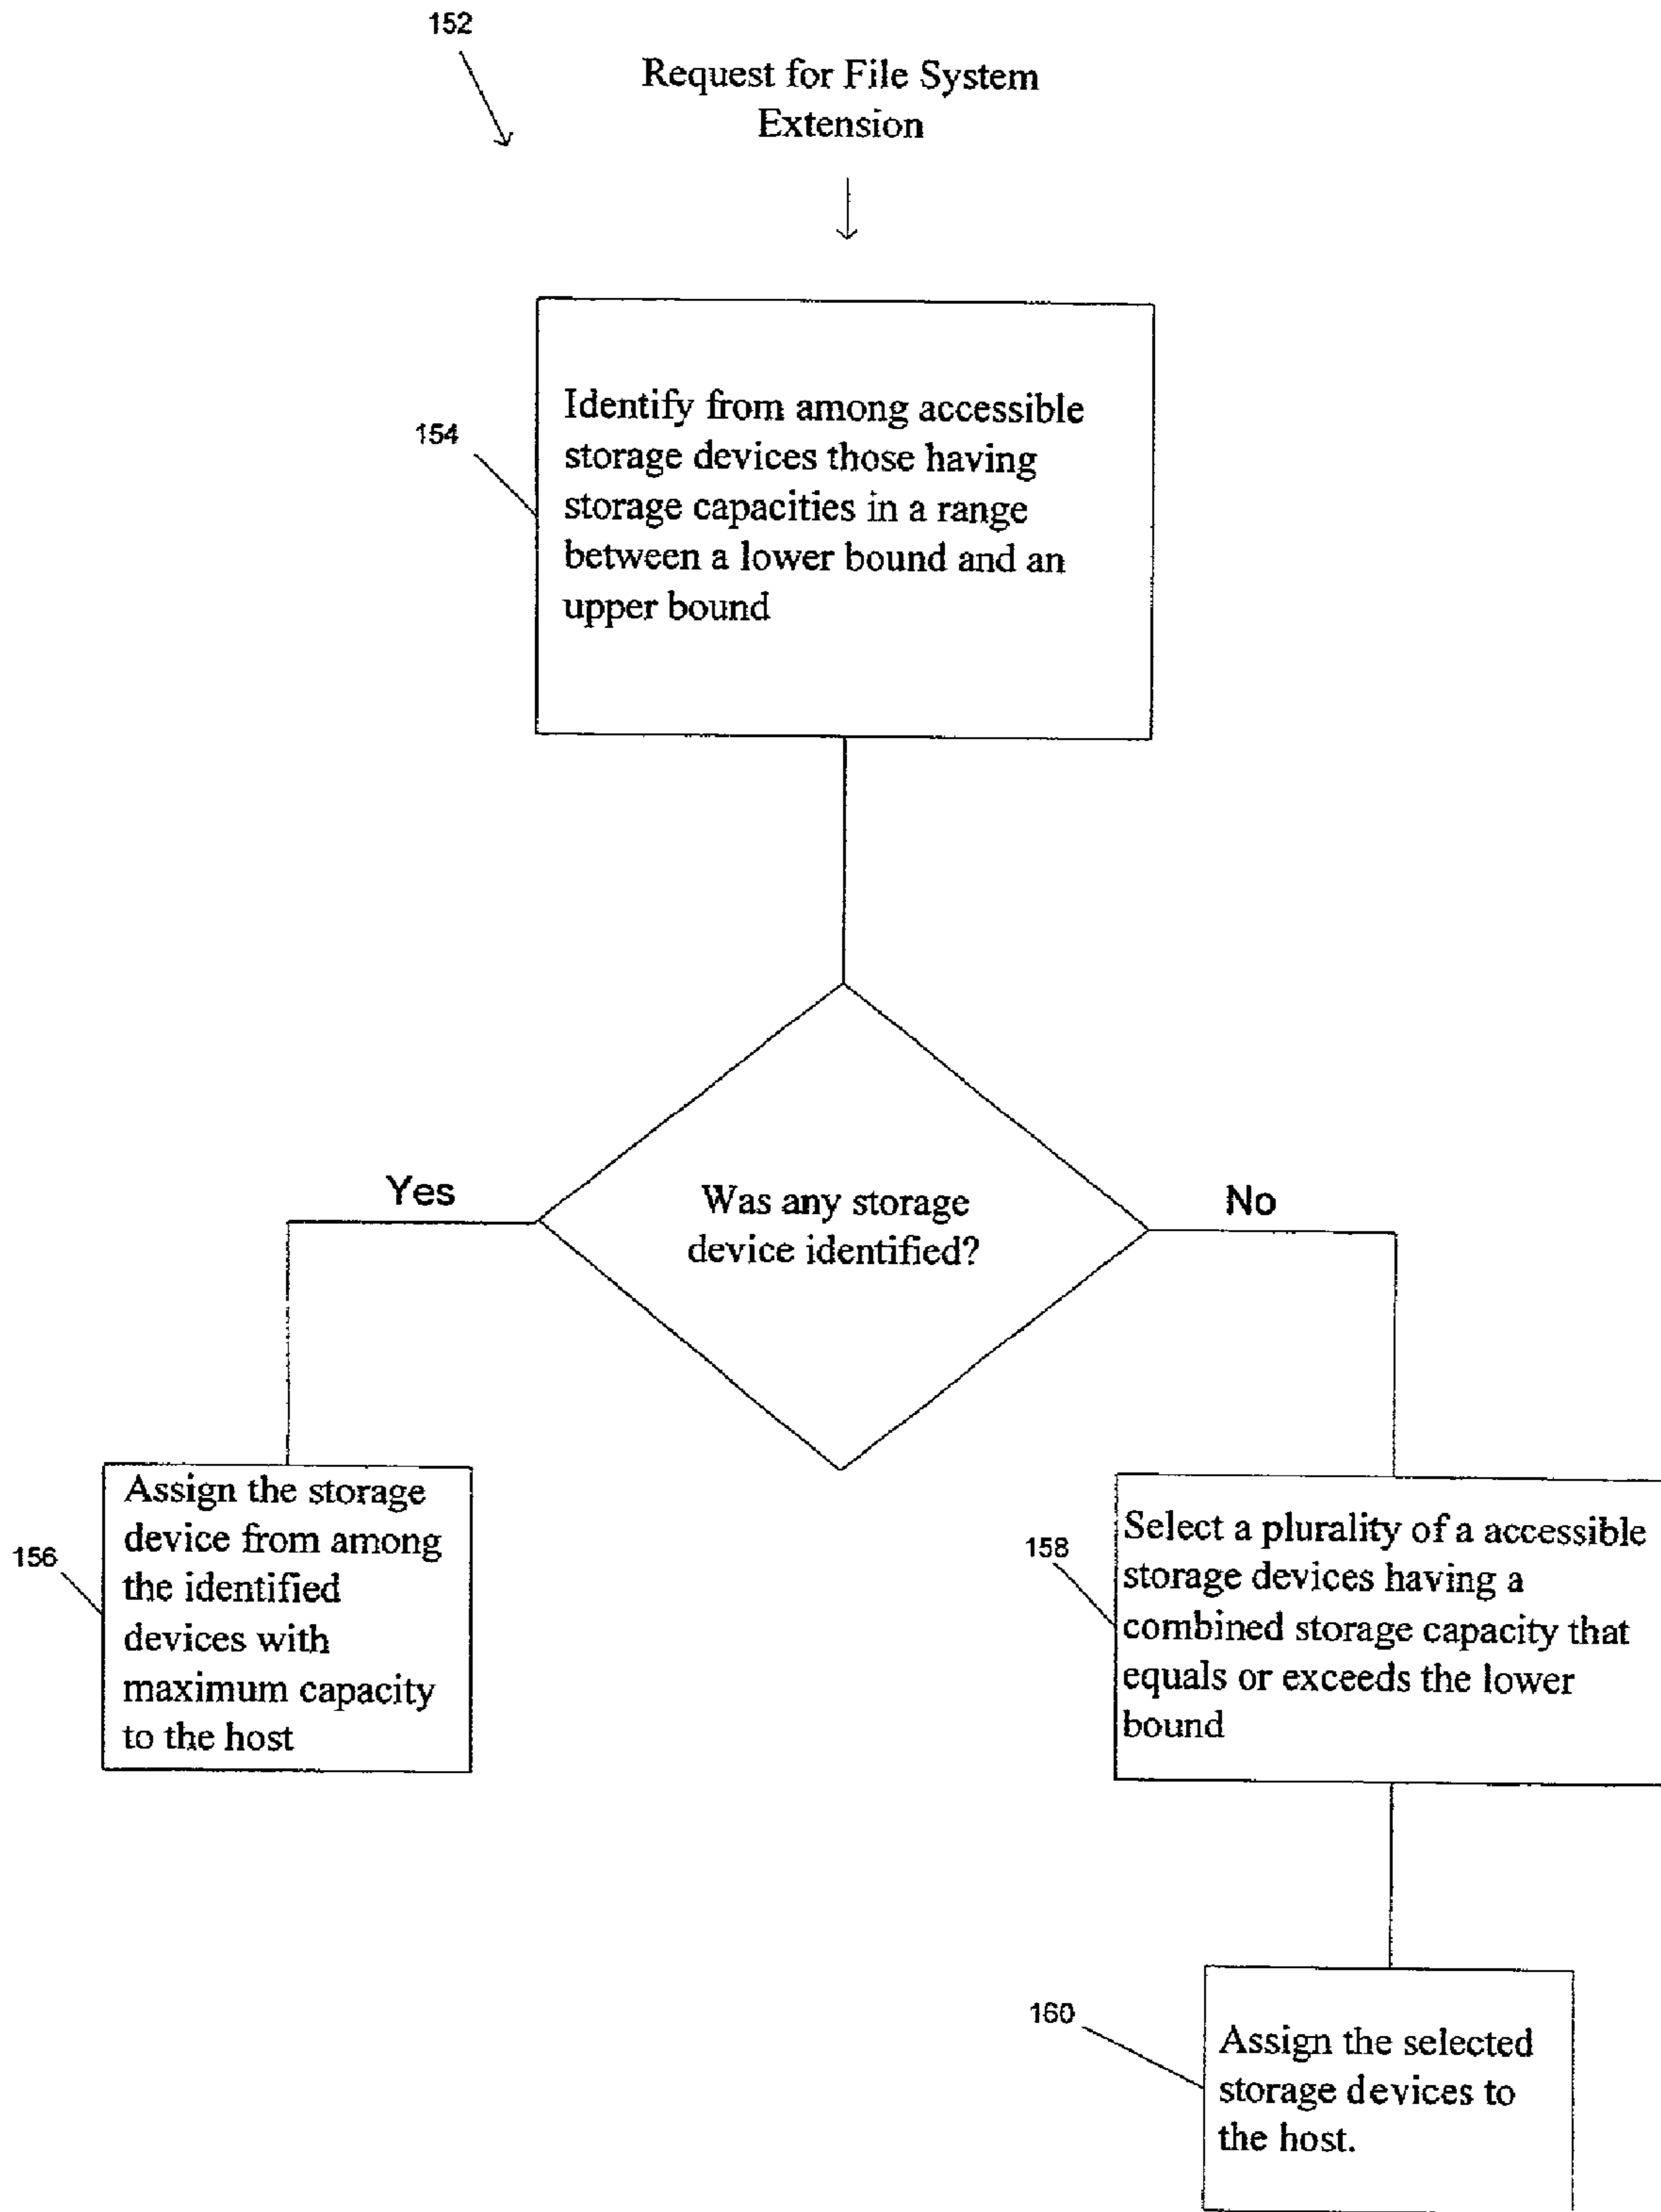 152
Request for File System
Extension
154
Identify from among accessible
storage devices those having
storage capacities in a range
between a lower bound and an
upper bound
Yes
Was any storage
device identified?
No
156
Assign the storage
device from among
the identified
devices with
maximum capacity
to the host
158
Select a plurality of a accessible
storage devices having a
combined storage capacity that
equals or exceeds the lower
bound
160
Assign the selected
storage devices to
the host.